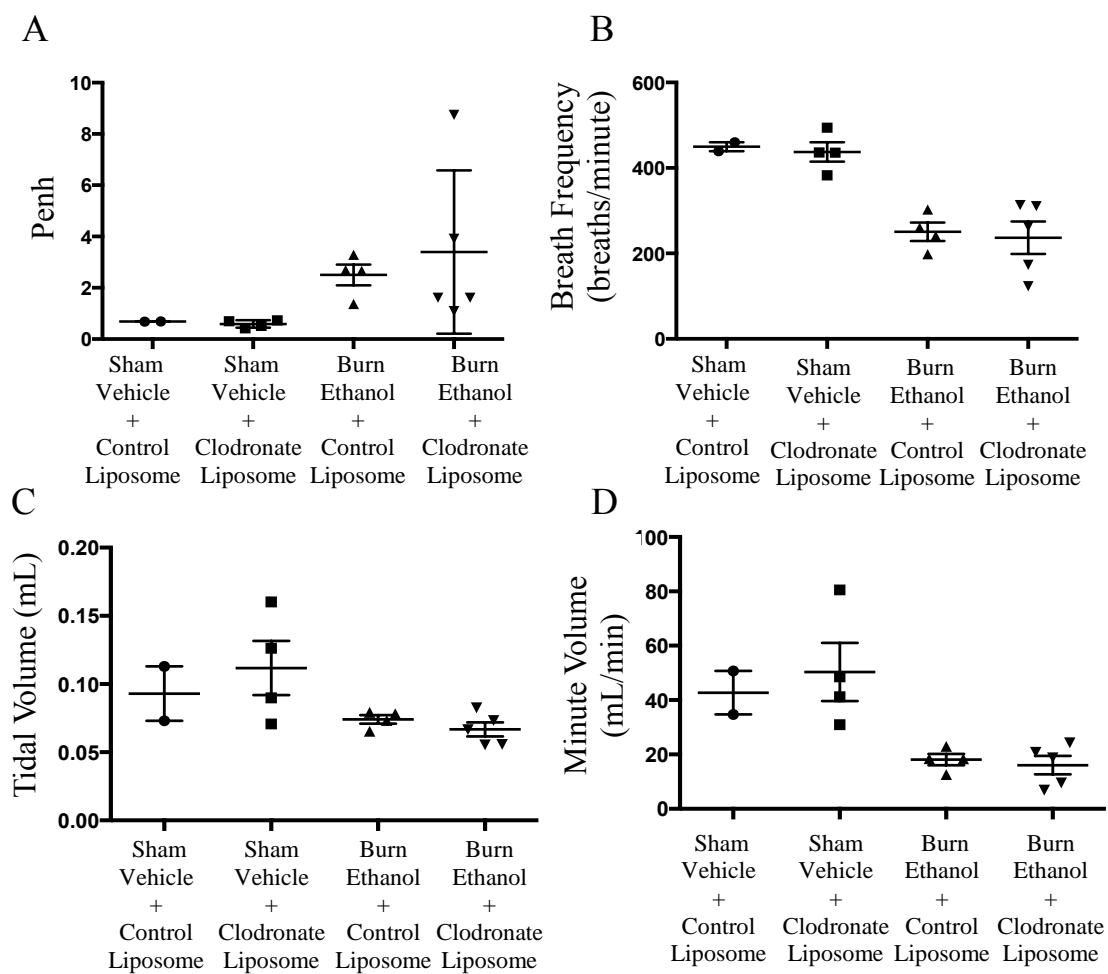 A
Penh
10
8
6
4
2
0
Sham
Vehicle
+
Control
Liposome
Sham
Vehicle
+
Clodronate
Liposome
Burn
Ethanol
+
Control
Liposome
Burn
Ethanol
+
Clodronate
Liposome
B
Breath Frequency
(breaths/minute)
600
400
200
0
Sham
Vehicle
+
Control
Liposome
Sham
Vehicle
+
Clodronate
Liposome
Burn
Ethanol
+
Control
Liposome
Burn
Ethanol
+
Clodronate
Liposome
C
Tidal Volume (mL)
0.20
0.15
0.10
0.05
0.00
Sham
Vehicle
+
Control
Liposome
Sham
Vehicle
+
Clodronate
Liposome
Burn
Ethanol
+
Control
Liposome
Burn
Ethanol
+
Clodronate
Liposome
D
Minute Volume
(mL/min)
100
80
60
40
20
0
Sham
Vehicle
+
Control
Liposome
Sham
Vehicle
+
Clodronate
Liposome
Burn
Ethanol
+
Control
Liposome
Burn
Ethanol
+
Clodronate
Liposome